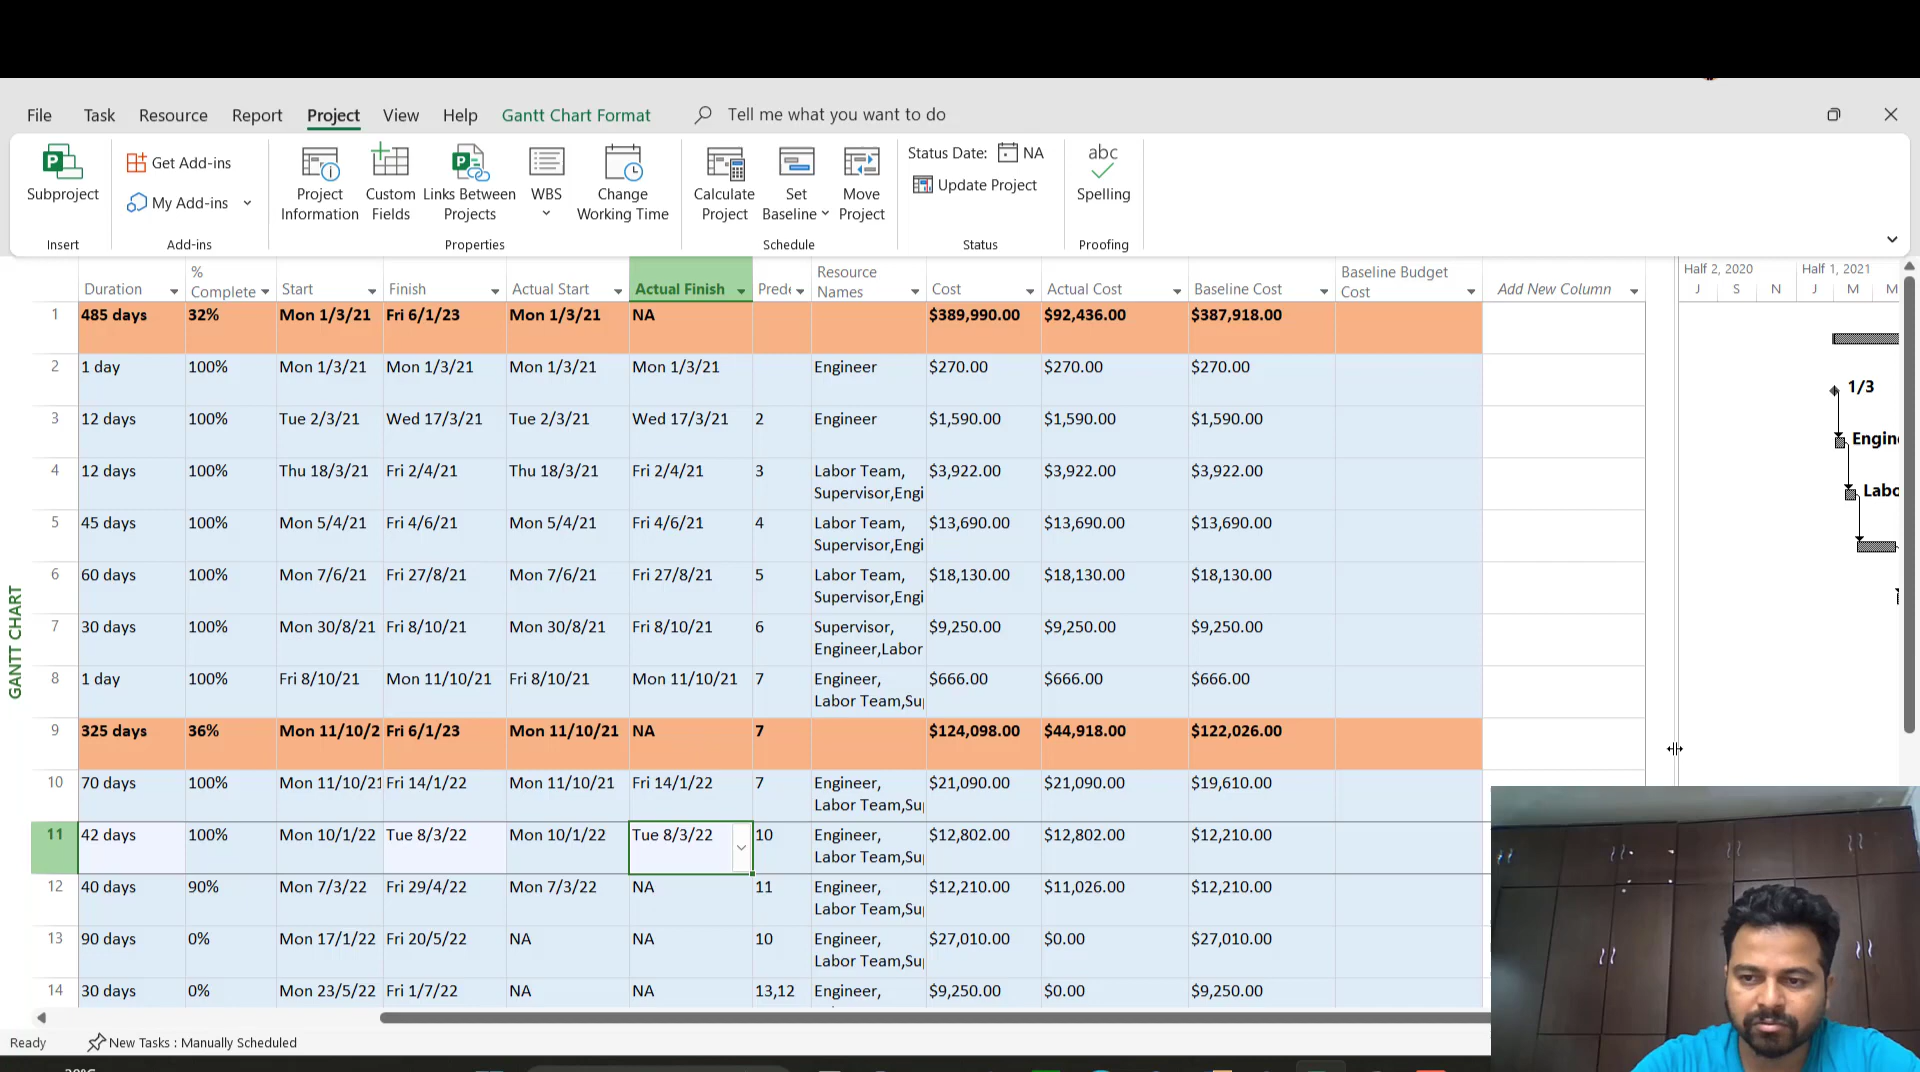 File Task Resource Report Project View Help Gantt Chart Format Tell me what you want to do
Subproject
Insert
Get Add-ins
My Add-ins
Add-ins
Project Information
Custom Fields
Links Between Projects
WBS
Change Working Time
Properties
Calculate Project
Set Baseline
Move Project
Schedule
Status Date: NA
Update Project
Status
abc
Spelling
Proofing
Duration % Complete Start Finish Actual Start Actual Finish Resource Names Cost Actual Cost Baseline Cost Baseline Budget Cost Add New Column
Half 2, 2020 Half 1, 2021
J S N J M M
1 485 days 32% Mon 1/3/21 Fri 6/1/23 Mon 1/3/21 NA $389,990.00 $92,436.00 $387,918.00
2 1 day 100% Mon 1/3/21 Mon 1/3/21 Mon 1/3/21 Mon 1/3/21 Engineer $270.00 $270.00 $270.00
1/3
3 12 days 100% Tue 2/3/21 Wed 17/3/21 Tue 2/3/21 Wed 17/3/21 2 Engineer $1,590.00 $1,590.00 $1,590.00
Engin
4 12 days 100% Thu 18/3/21 Fri 2/4/21 Thu 18/3/21 Fri 2/4/21 3 Labor Team, $3,922.00 $3,922.00 $3,922.00
Supervisor,Engi
Labo
5 45 days 100% Mon 5/4/21 Fri 4/6/21 Mon 5/4/21 Fri 4/6/21 4 Labor Team, $13,690.00 $13,690.00 $13,690.00
Supervisor,Engi
6 60 days 100% Mon 7/6/21 Fri 27/8/21 Mon 7/6/21 Fri 27/8/21 5 Labor Team, $18,130.00 $18,130.00 $18,130.00
Supervisor,Engi
7 30 days 100% Mon 30/8/21 Fri 8/10/21 Mon 30/8/21 Fri 8/10/21 6 Supervisor, $9,250.00 $9,250.00 $9,250.00
Engineer,Labor
8 1 day 100% Fri 8/10/21 Mon 11/10/21 Fri 8/10/21 Mon 11/10/21 7 Engineer, $666.00 $666.00 $666.00
Labor Team,Su
9 325 days 36% Mon 11/10/2 Fri 6/1/23 Mon 11/10/21 NA 7 $124,098.00 $44,918.00 $122,026.00
10 70 days 100% Mon 11/10/21 Fri 14/1/22 Mon 11/10/21 Fri 14/1/22 7 Engineer, $21,090.00 $21,090.00 $19,610.00
Labor Team,Su
11 42 days 100% Mon 10/1/22 Tue 8/3/22 Mon 10/1/22 Tue 8/3/22 10 Engineer, $12,802.00 $12,802.00 $12,210.00
Labor Team,Su
12 40 days 90% Mon 7/3/22 Fri 29/4/22 Mon 7/3/22 NA 11 Engineer, $12,210.00 $11,026.00 $12,210.00
Labor Team,Su
13 90 days 0% Mon 17/1/22 Fri 20/5/22 NA NA 10 Engineer, $27,010.00 $0.00 $27,010.00
Labor Team,Su
14 30 days 0% Mon 23/5/22 Fri 1/7/22 NA NA 13,12 Engineer, $9,250.00 $0.00 $9,250.00
GANTT CHART
Ready New Tasks : Manually Scheduled